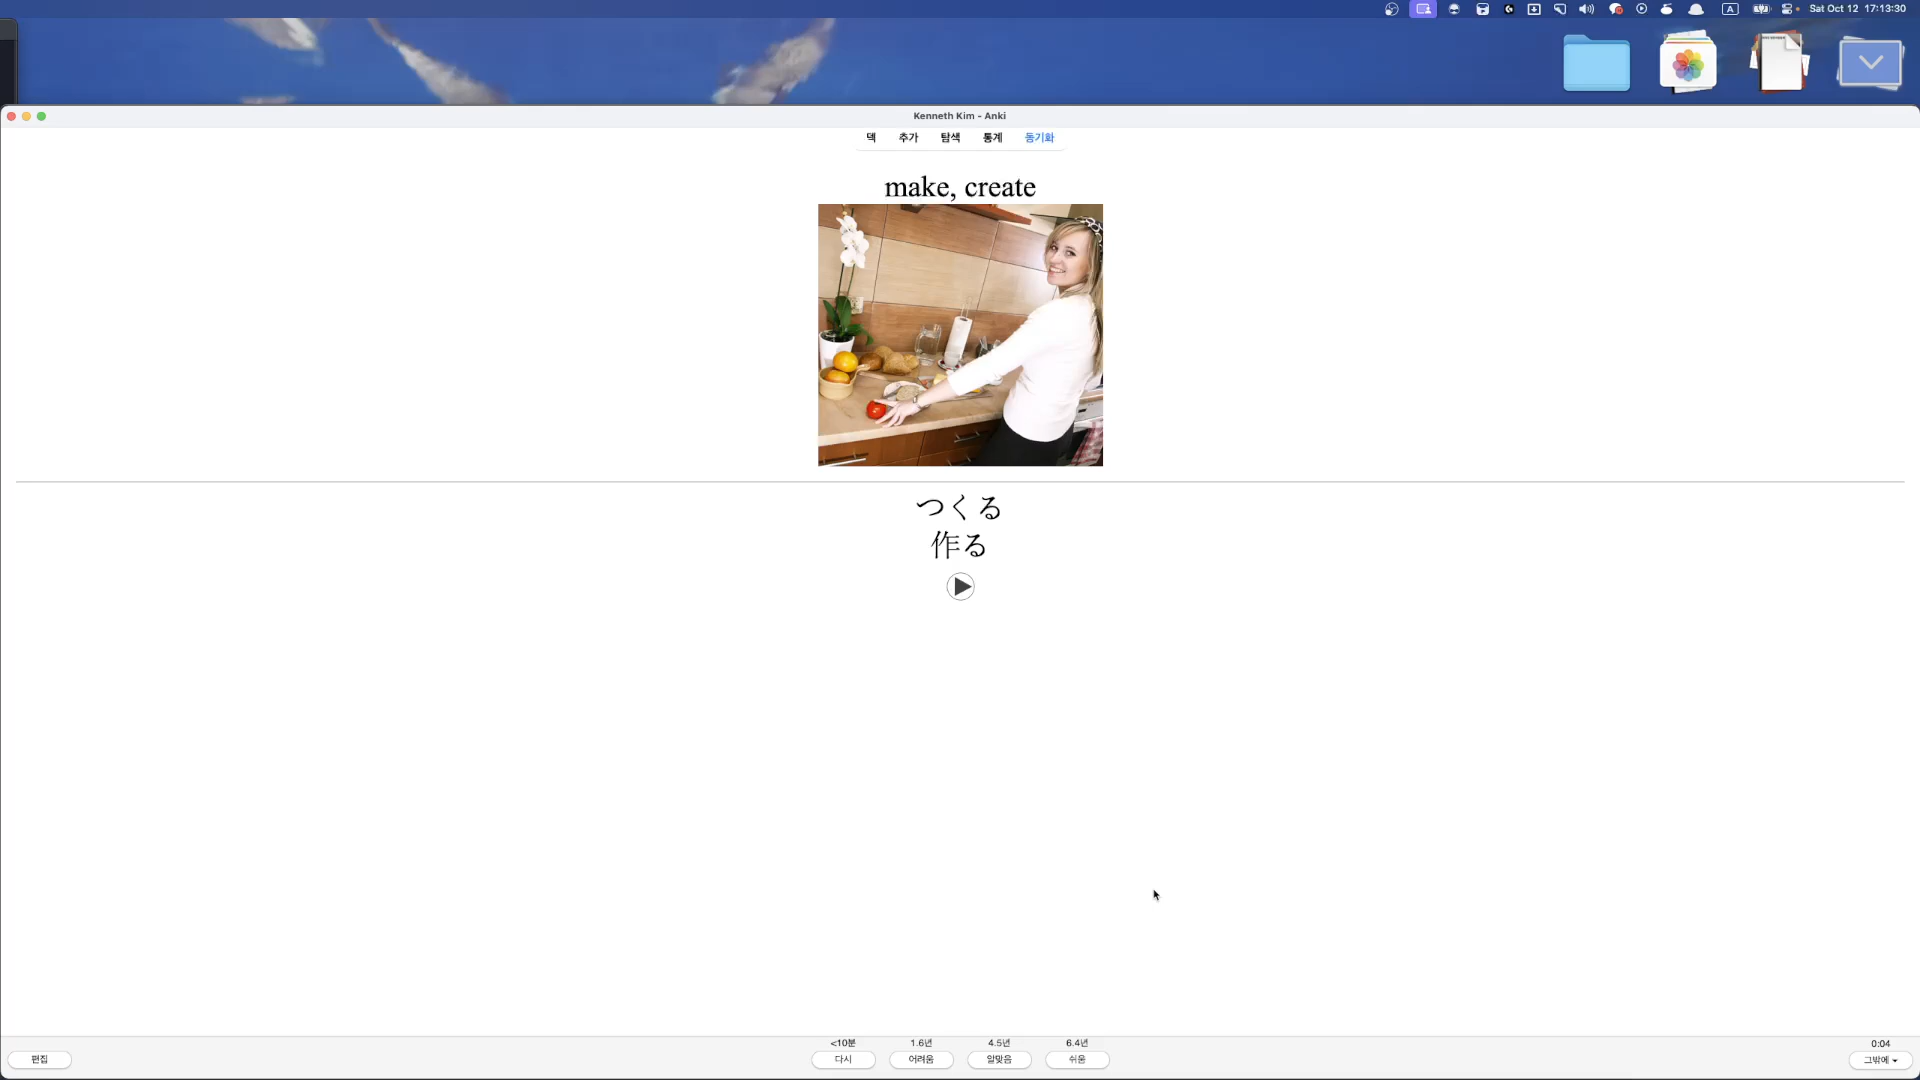 Sat Oct 12 17:13:30
Kenneth Kim - Anki
덱 추가 탐색 통계 동기화
make, create
つくる
作る
<10분 1.6년 4.5년 6.4년 0:04
편집 다시 어려움 알맞음 쉬움 그밖에